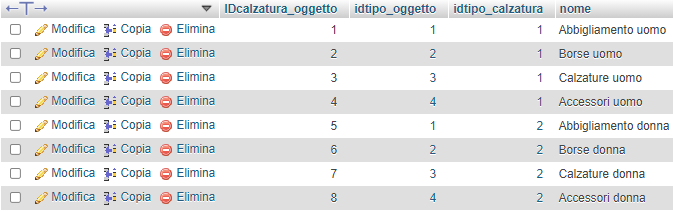 IDcalzatura_oggetto idtipo_oggetto idtipo_calzatura nome
Modifica Copia Elimina 1 1 1 Abbigliamento uomo
Modifica Copia Elimina 2 2 1 Borse uomo
Modifica Copia Elimina 3 3 1 Calzature uomo
Modifica Copia Elimina 4 4 1 Accessori uomo
Modifica Copia Elimina 5 1 2 Abbigliamento donna
Modifica Copia Elimina 6 2 2 Borse donna
Modifica Copia Elimina 7 3 2 Calzature donna
Modifica Copia Elimina 8 4 2 Accessori donna